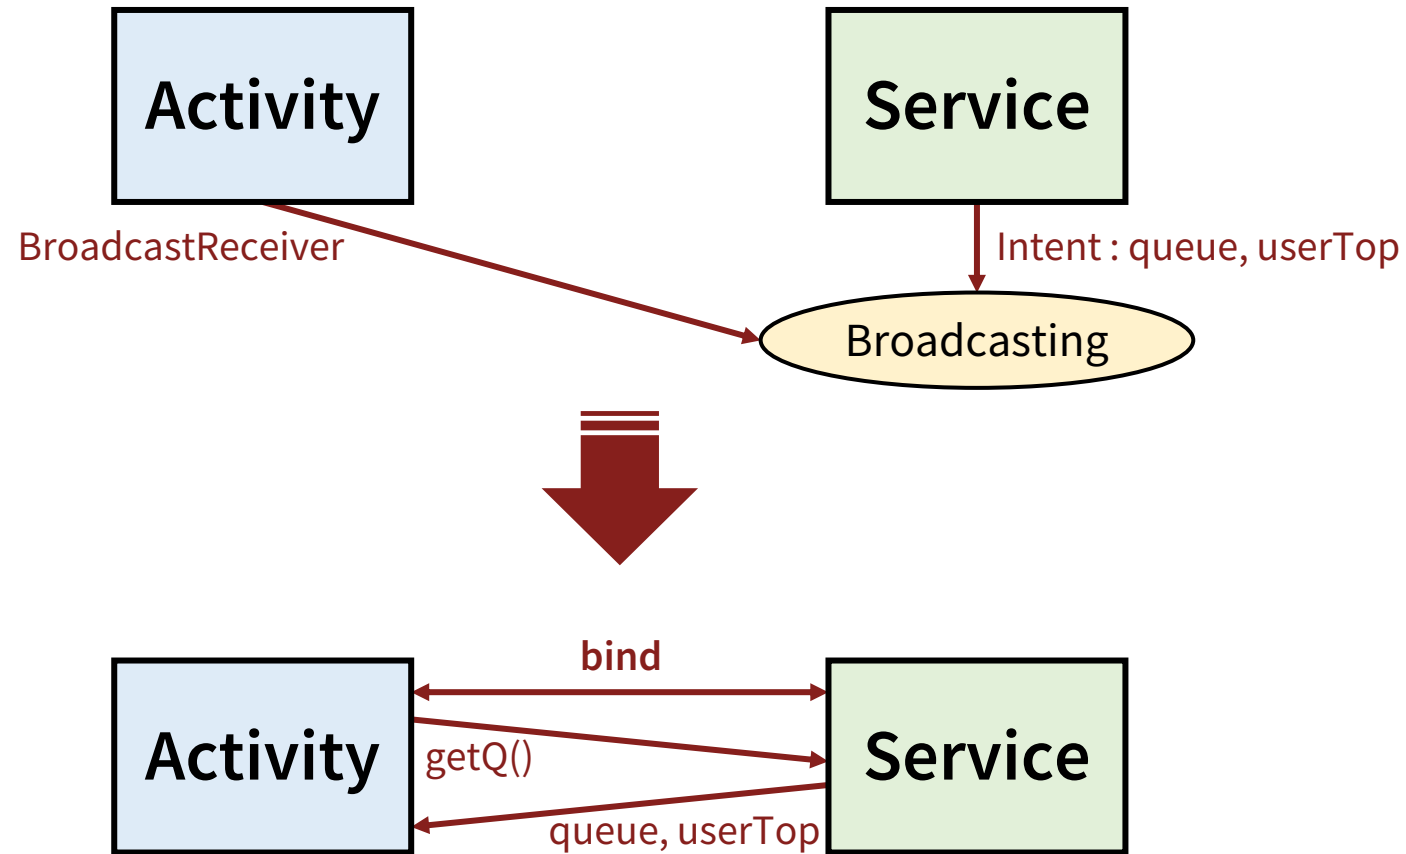 Activity
Service
BroadcastReceiver
Intent : queue, userTop
Broadcasting
bind
Activity
getQ()
Service
queue, userTop